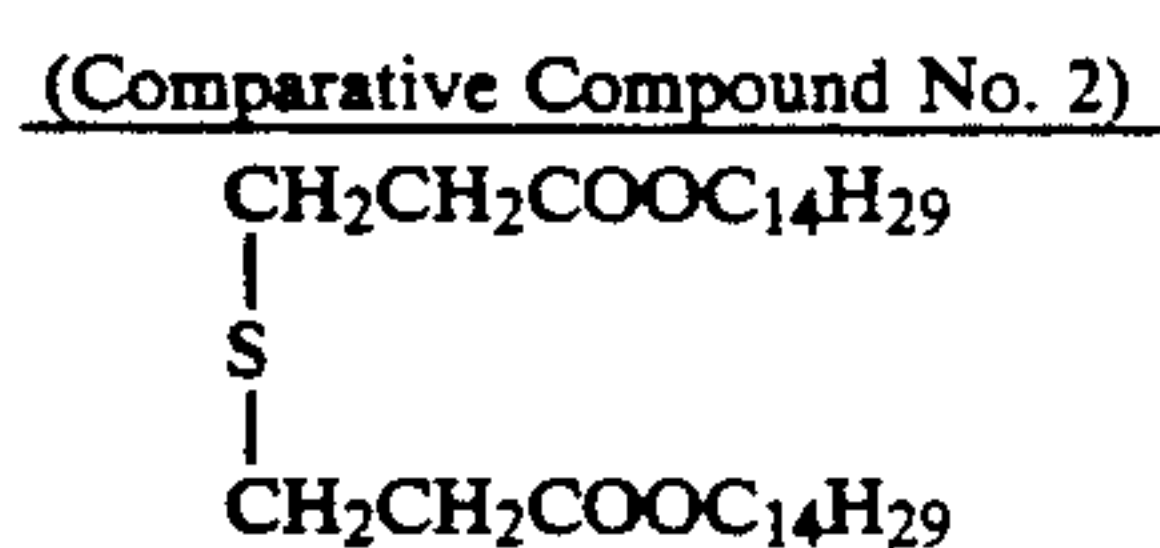 (Comparative Compound No. 2)
CH₂CH₂COOC₁₄H₂₉
S
CH₂CH₂COOC₁₄H₂₉